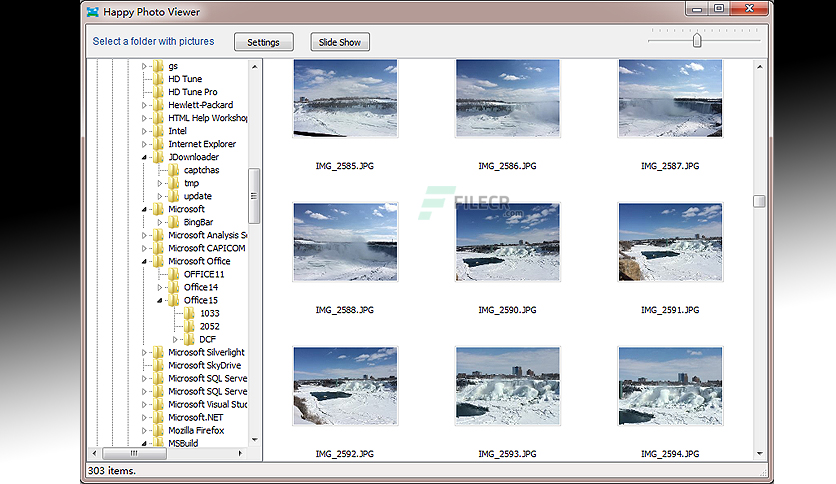 Happy Photo Viewer
Select a folder with pictures
Settings
Slide Show
gs
HD Tune
HD Tune Pro
Hewlett-Packard
HTML Help Workshop
Intel
Internet Explorer
JDownloader
captchas
tmp
update
Microsoft
BingBar
Microsoft Analysis S
Microsoft CAPICOM
Microsoft Office
OFFICE11
Office14
Office15
1033
2052
DCF
Microsoft Silverlight
Microsoft SkyDrive
Microsoft SQL Serve
Microsoft SQL Serve
Microsoft Visual Stud
Microsoft.NET
Mozilla Firefox
MSBuild
IMG_2585.JPG
IMG_2586.JPG
IMG_2587.JPG
FILECR
.com
IMG_2588.JPG
IMG_2590.JPG
IMG_2591.JPG
IMG_2592.JPG
IMG_2593.JPG
IMG_2594.JPG
303 items.